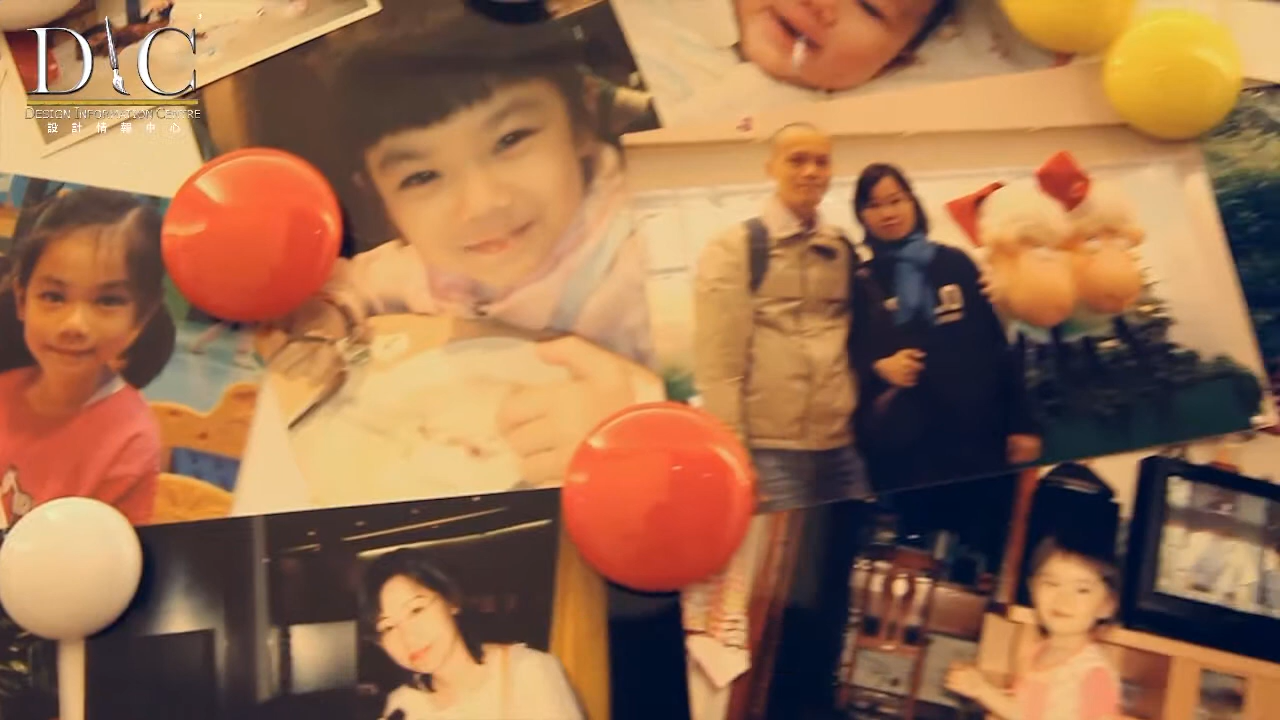 DIC
DESIGN INFORMATION CENTRE
設計情報中心